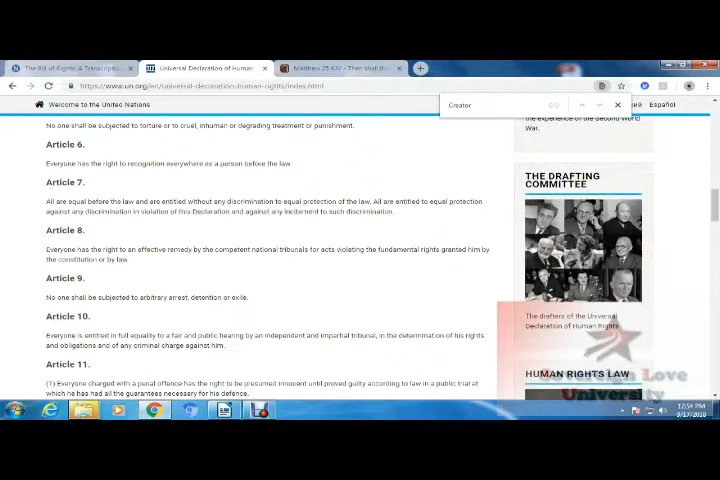 The Bill of Rights: A Transcriptio
Universal Declaration of Human
Matthew 25 KJV - Then shall the
https://www.un.org/en/universal-declaration-human-rights/index.html
Welcome to the United Nations
Creator
0/0
Español
No one shall be subjected to torture or to cruel, inhuman or degrading treatment or punishment.
the experience of the Second World
War.
Article 6.
Everyone has the right to recognition everywhere as a person before the law.
Article 7.
All are equal before the law and are entitled without any discrimination to equal protection of the law. All are entitled to equal protection
against any discrimination in violation of this Declaration and against any incitement to such discrimination.
Article 8.
Everyone has the right to an effective remedy by the competent national tribunals for acts violating the fundamental rights granted him by
the constitution or by law.
Article 9.
No one shall be subjected to arbitrary arrest, detention or exile.
Article 10.
Everyone is entitled in full equality to a fair and public hearing by an independent and impartial tribunal, in the determination of his rights
and obligations and of any criminal charge against him.
Article 11.
(1) Everyone charged with a penal offence has the right to be presumed innocent until proved guilty according to law in a public trial at
which he has had all the guarantees necessary for his defence.
THE DRAFTING
COMMITTEE
The drafters of the Universal
Declaration of Human Rights
HUMAN RIGHTS LAW
Sovereign Love
University
12:54 PM
9/17/2018